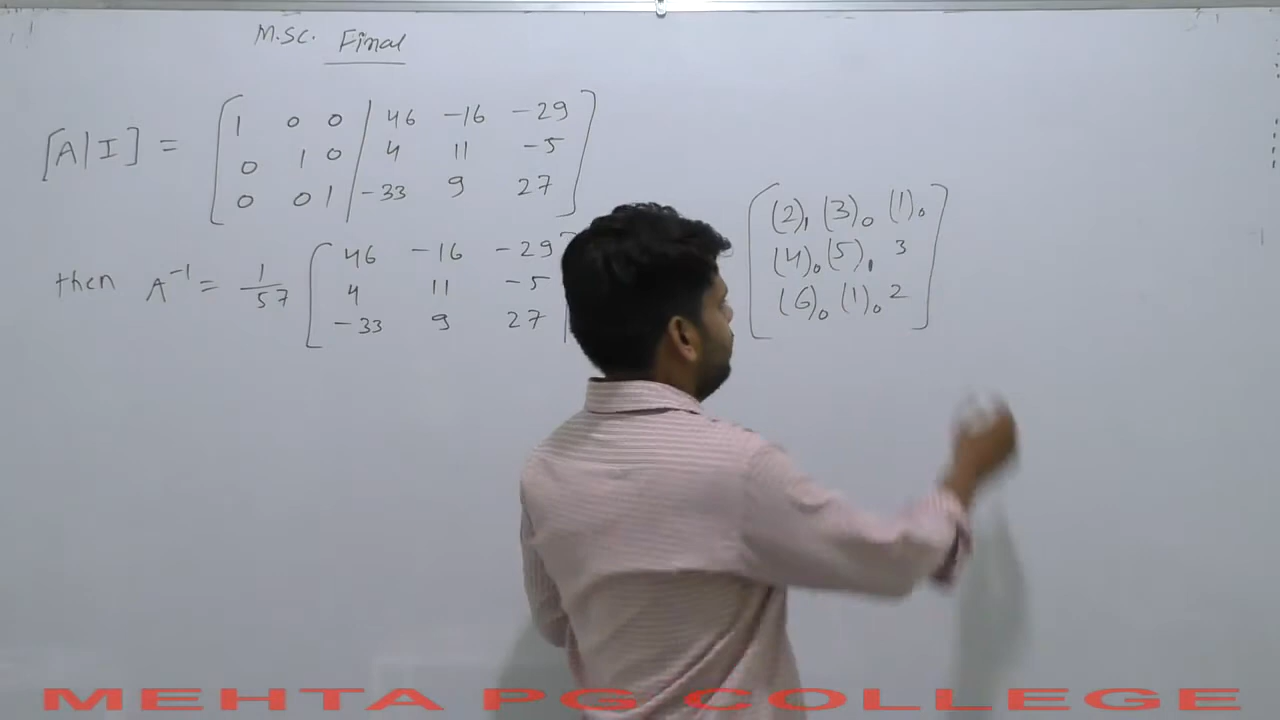 M.SC. Final
[A|I] = [ 1 0 0 | 46 -16 -29
0 1 0 | 4 11 -5
0 0 1 | -33 9 27 ]
then A⁻¹ = 1/57 [ 46 -16 -29
4 11 -5
-33 9 27
[ (2)₁ (3)₀ (1)₀
(4)₀ (5)₁ 3
(6)₀ (1)₀ 2 ]
MEHTA PG COLLEGE